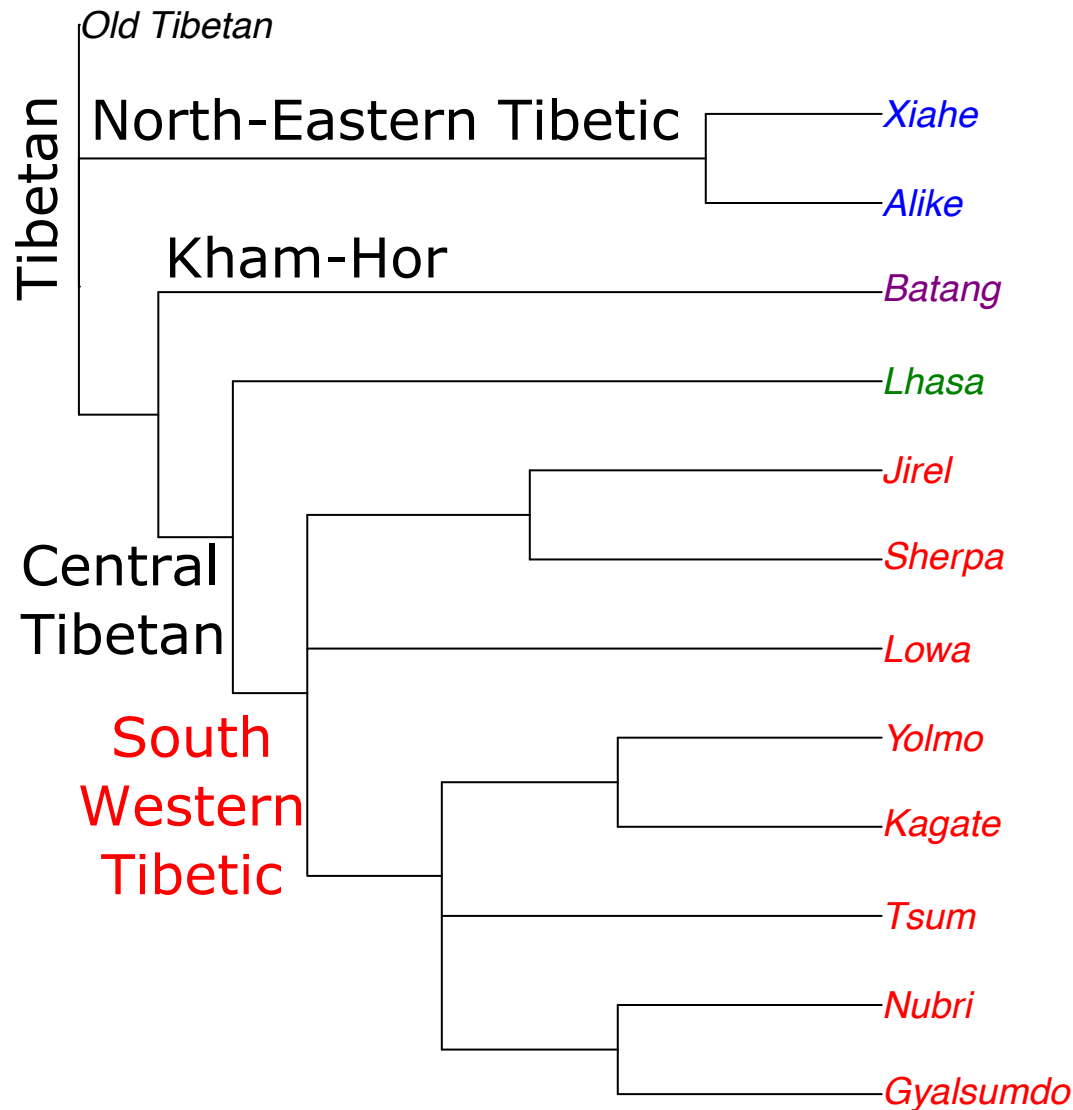 Old Tibetan
Tibetan
North-Eastern Tibetic
Xiahe
Alike
Kham-Hor
Batang
Lhasa
Jirel
Central
Tibetan
Sherpa
Lowa
South
Western
Tibetic
Yolmo
Kagate
Tsum
Nubri
Gyalsumdo